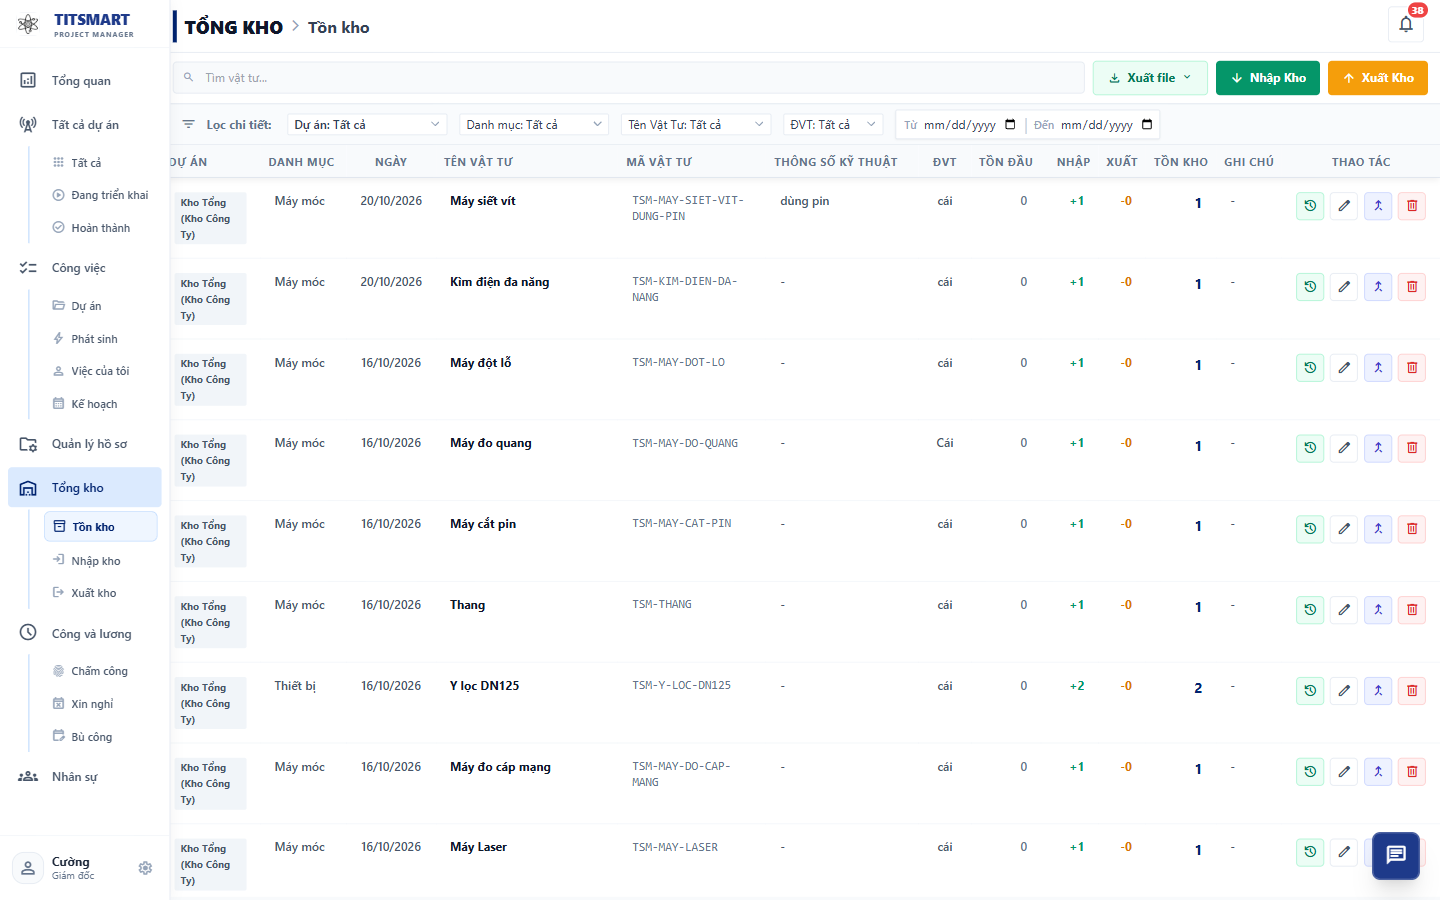 TITSMART
PROJECT MANAGER
Tổng quan
Tất cả dự án
Tất cả
Đang triển khai
Hoàn thành
Công việc
Dự án
Phát sinh
Việc của tôi
Kế hoạch
Quản lý hồ sơ
Tổng kho
Tồn kho
Nhập kho
Xuất kho
Công và lương
Chấm công
Xin nghỉ
Bù công
Nhân sự
Cường
Giám đốc
TỔNG KHO > Tồn kho
38
Tìm vật tư...
Xuất file
Nhập Kho
Xuất Kho
Lọc chi tiết: Dự án: Tất cả Danh mục: Tất cả Tên Vật Tư: Tất cả ĐVT: Tất cả Từ mm/dd/yyyy Đến mm/dd/yyyy
DỰ ÁN DANH MỤC NGÀY TÊN VẬT TƯ MÃ VẬT TƯ THÔNG SỐ KỸ THUẬT ĐVT TỒN ĐẦU NHẬP XUẤT TỒN KHO GHI CHÚ THAO TÁC
Kho Tổng (Kho Công Ty) Máy móc 20/10/2026 Máy siết vít TSM-MAY-SIET-VIT-DUNG-PIN dùng pin cái 0 +1 -0 1 -
Kho Tổng (Kho Công Ty) Máy móc 20/10/2026 Kìm điện đa năng TSM-KIM-DIEN-DA-NANG - cái 0 +1 -0 1 -
Kho Tổng (Kho Công Ty) Máy móc 16/10/2026 Máy đột lỗ TSM-MAY-DOT-LO - cái 0 +1 -0 1 -
Kho Tổng (Kho Công Ty) Máy móc 16/10/2026 Máy đo quang TSM-MAY-DO-QUANG - Cái 0 +1 -0 1 -
Kho Tổng (Kho Công Ty) Máy móc 16/10/2026 Máy cắt pin TSM-MAY-CAT-PIN - cái 0 +1 -0 1 -
Kho Tổng (Kho Công Ty) Máy móc 16/10/2026 Thang TSM-THANG - cái 0 +1 -0 1 -
Kho Tổng (Kho Công Ty) Thiết bị 16/10/2026 Y lọc DN125 TSM-Y-LOC-DN125 - cái 0 +2 -0 2 -
Kho Tổng (Kho Công Ty) Máy móc 16/10/2026 Máy đo cáp mạng TSM-MAY-DO-CAP-MANG - cái 0 +1 -0 1 -
Kho Tổng (Kho Công Ty) Máy móc 16/10/2026 Máy Laser TSM-MAY-LASER - cái 0 +1 -0 1 -